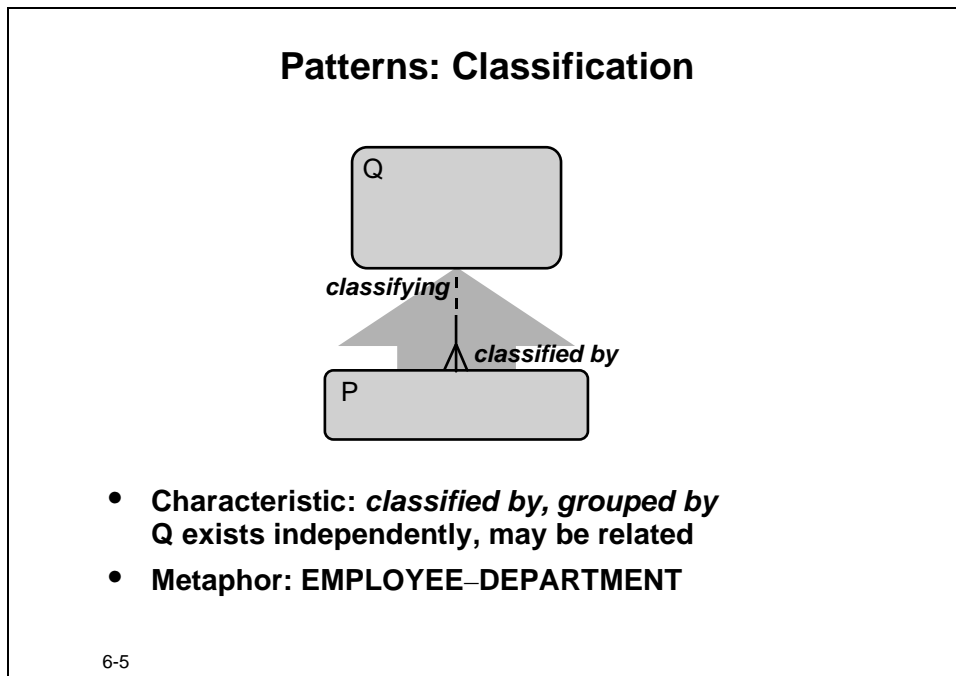 Patterns: Classification
Q
classifying
classified by
P
• Characteristic: classified by, grouped by
Q exists independently, may be related
• Metaphor: EMPLOYEE–DEPARTMENT
6-5